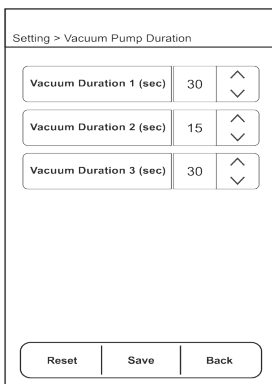 Setting > Vacuum Pump Duration
Vacuum Duration 1 (sec) 30
Vacuum Duration 2 (sec) 15
Vacuum Duration 3 (sec) 30
Reset Save Back